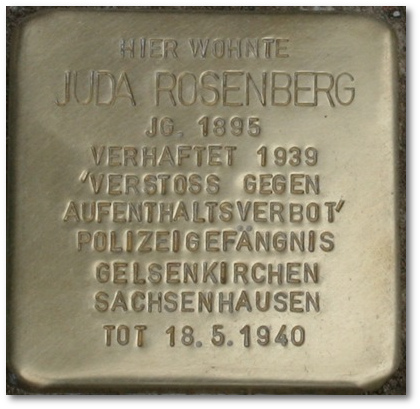 HIER WOHNTE
JUDA ROSENBERG
JG. 1895
VERHAFTET 1939
'VERSTOSS GEGEN
AUFENTHALTSVERBOT'
POLIZEIGEFÄNGNIS
GELSENKIRCHEN
SACHSENHAUSEN
TOT 18.5.1940